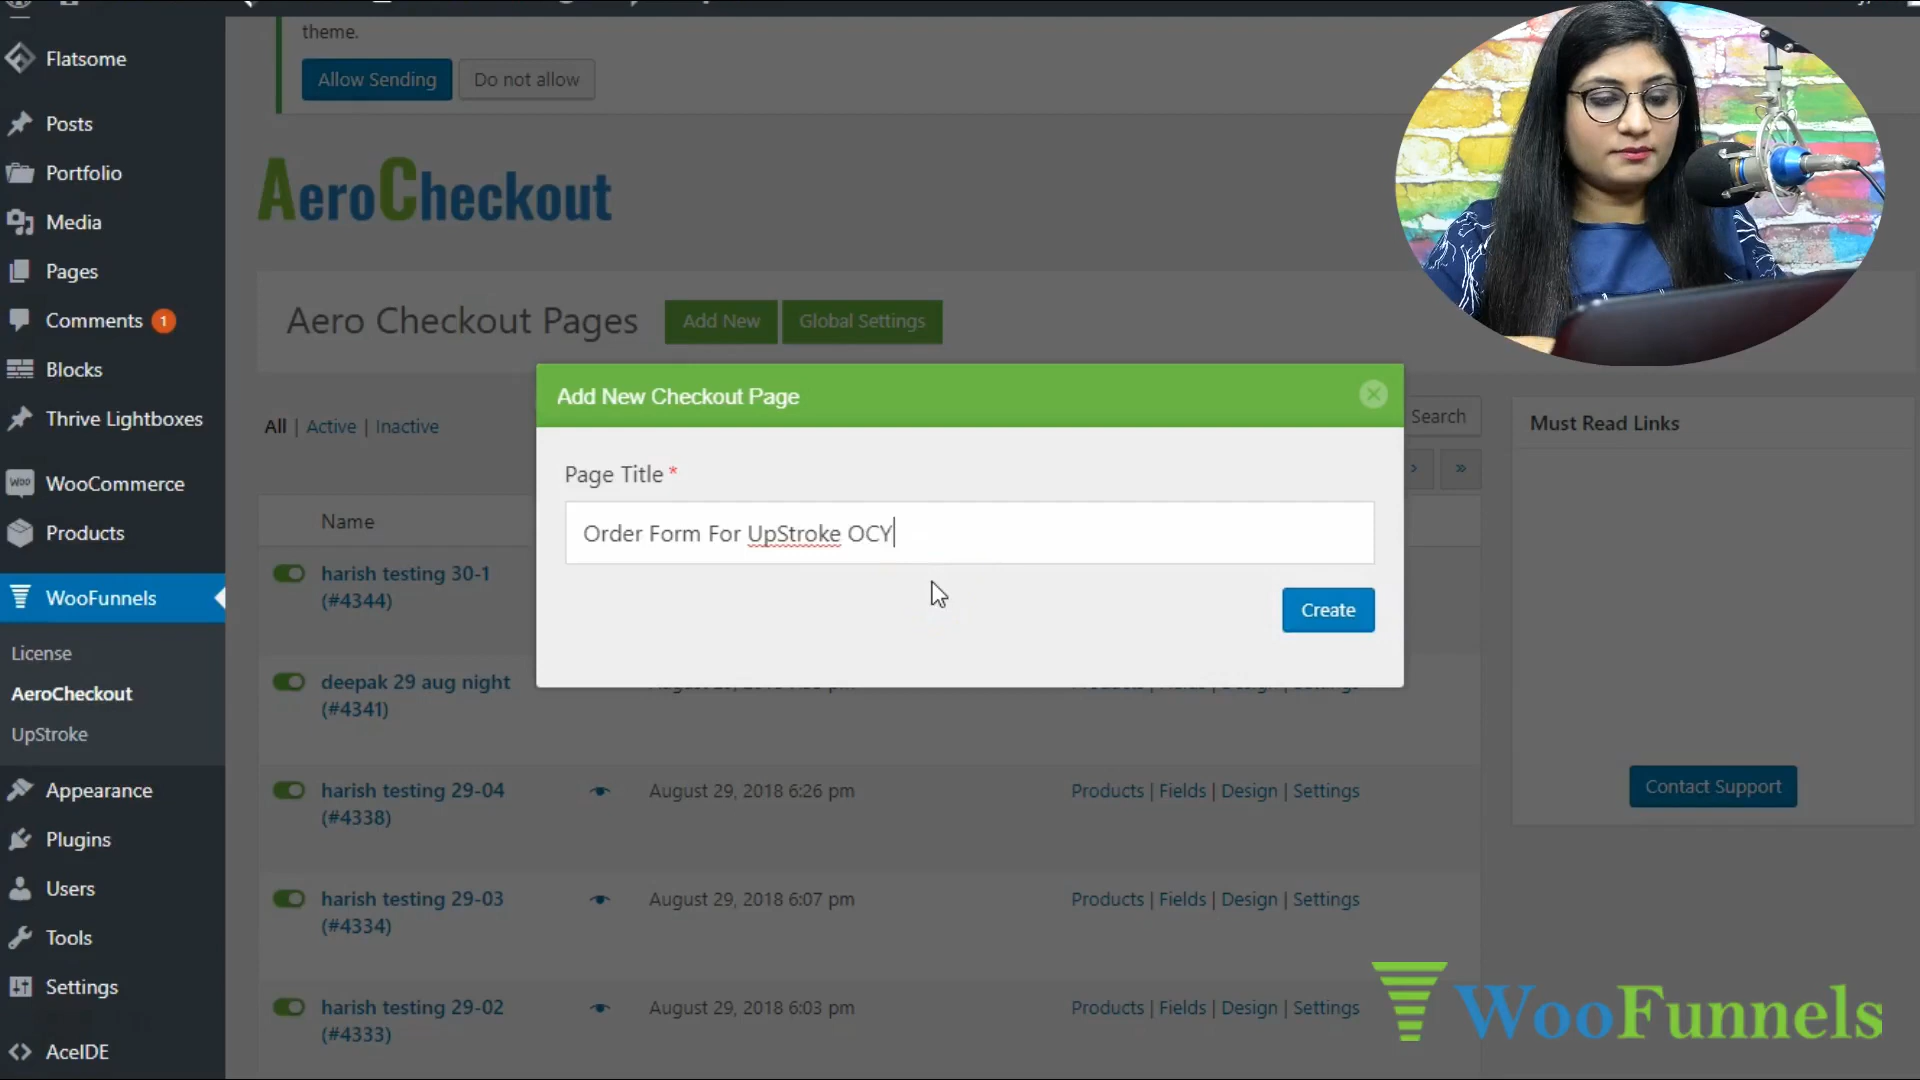 theme.
Allow Sending Do not allow
AeroCheckout
Aero Checkout Pages Add New Global Settings
Flatsome
Posts
Portfolio
Media
Pages
Comments 1
Blocks
Thrive Lightboxes
WooCommerce
Products
WooFunnels
License
AeroCheckout
UpStroke
Appearance
Plugins
Users
Tools
Settings
AceIDE
All | Active | Inactive
Search
› »
Name
Add New Checkout Page
Page Title *
Order Form For UpStroke OCY
Create
harish testing 30-1
(#4344)
deepak 29 aug night
(#4341)
harish testing 29-04 August 29, 2018 6:26 pm Products | Fields | Design | Settings
(#4338)
harish testing 29-03 August 29, 2018 6:07 pm Products | Fields | Design | Settings
(#4334)
harish testing 29-02 August 29, 2018 6:03 pm Products | Fields | Design | Settings
(#4333)
Must Read Links
Contact Support
WooFunnels